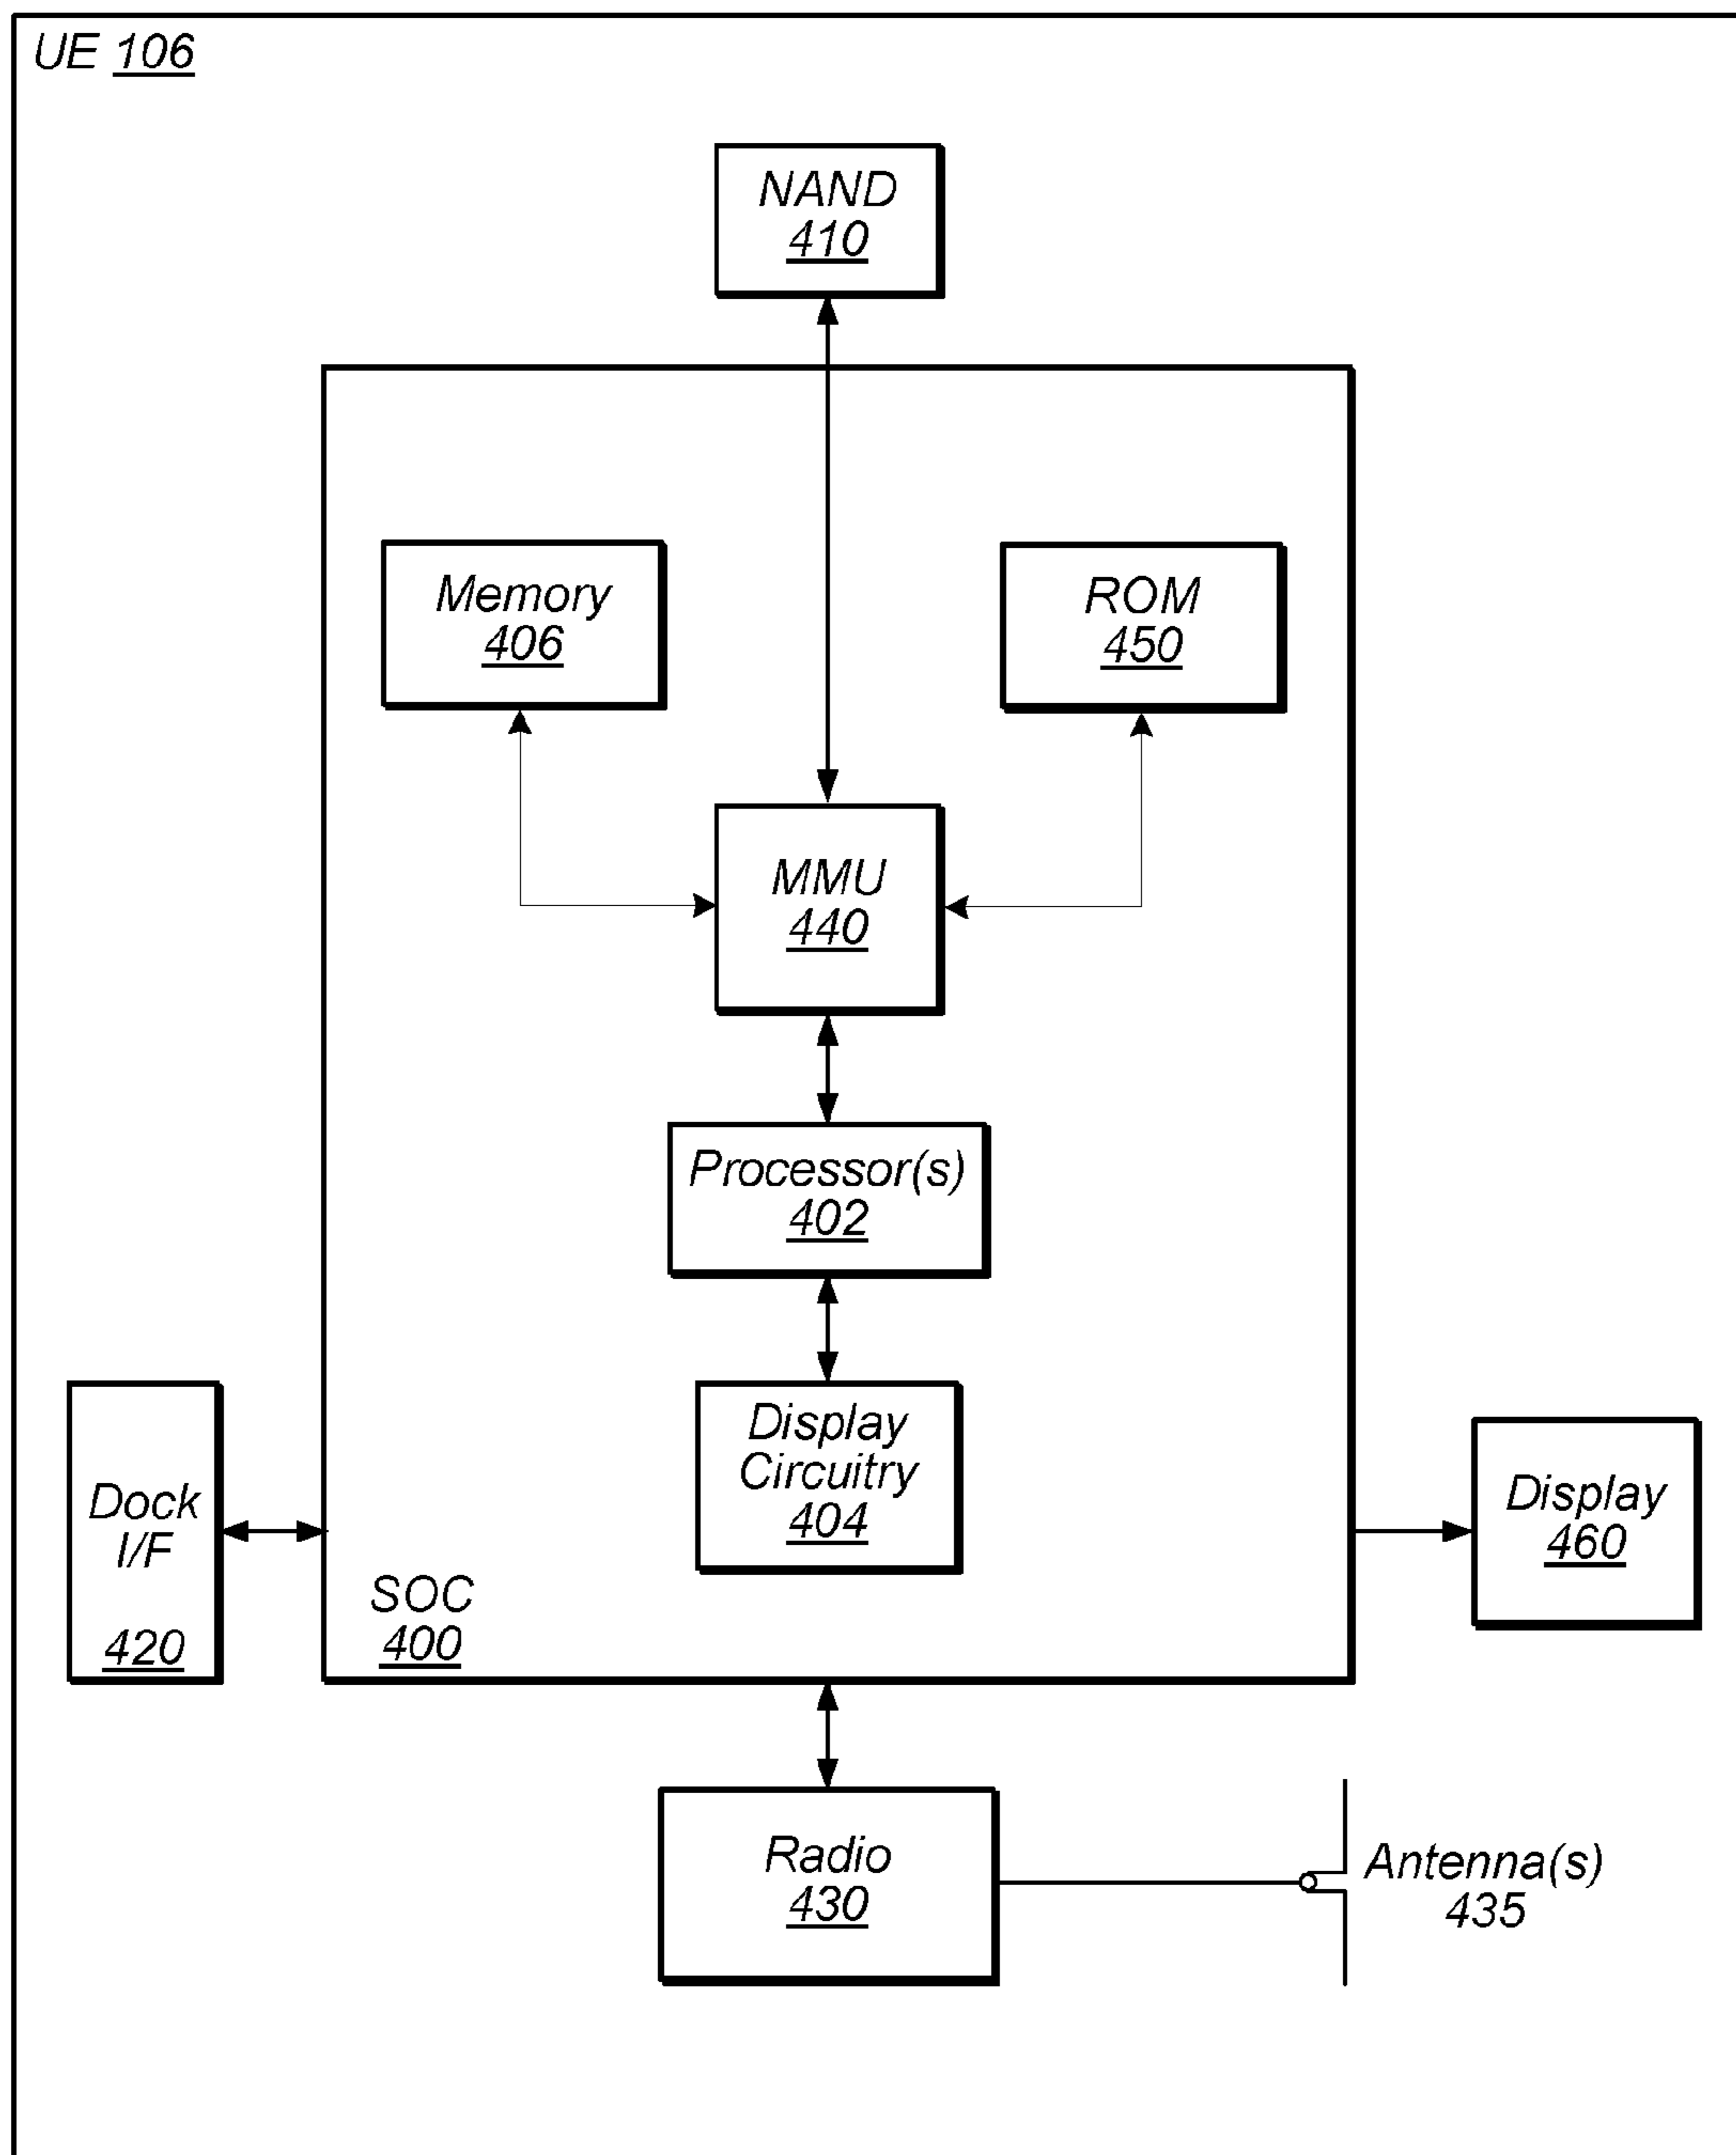 UE 106
NAND
410
Memory
406
ROM
450
MMU
440
Processor(s)
402
Display
Circuitry
404
Dock
I/F
420
SOC
400
Display
460
Radio
430
Antenna(s)
435